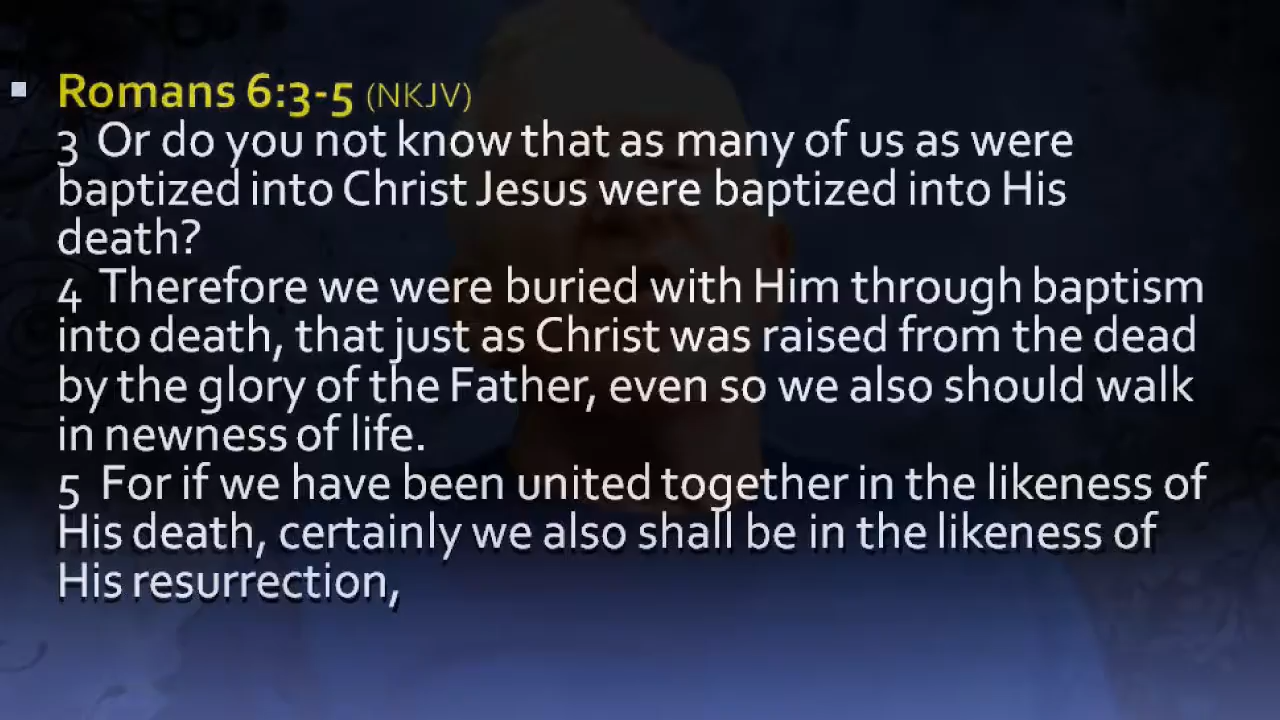 Romans 6:3-5 (NKJV)
3 Or do you not know that as many of us as were
baptized into Christ Jesus were baptized into His
death?
4 Therefore we were buried with Him through baptism
into death, that just as Christ was raised from the dead
by the glory of the Father, even so we also should walk
in newness of life.
5 For if we have been united together in the likeness of
His death, certainly we also shall be in the likeness of
His resurrection,